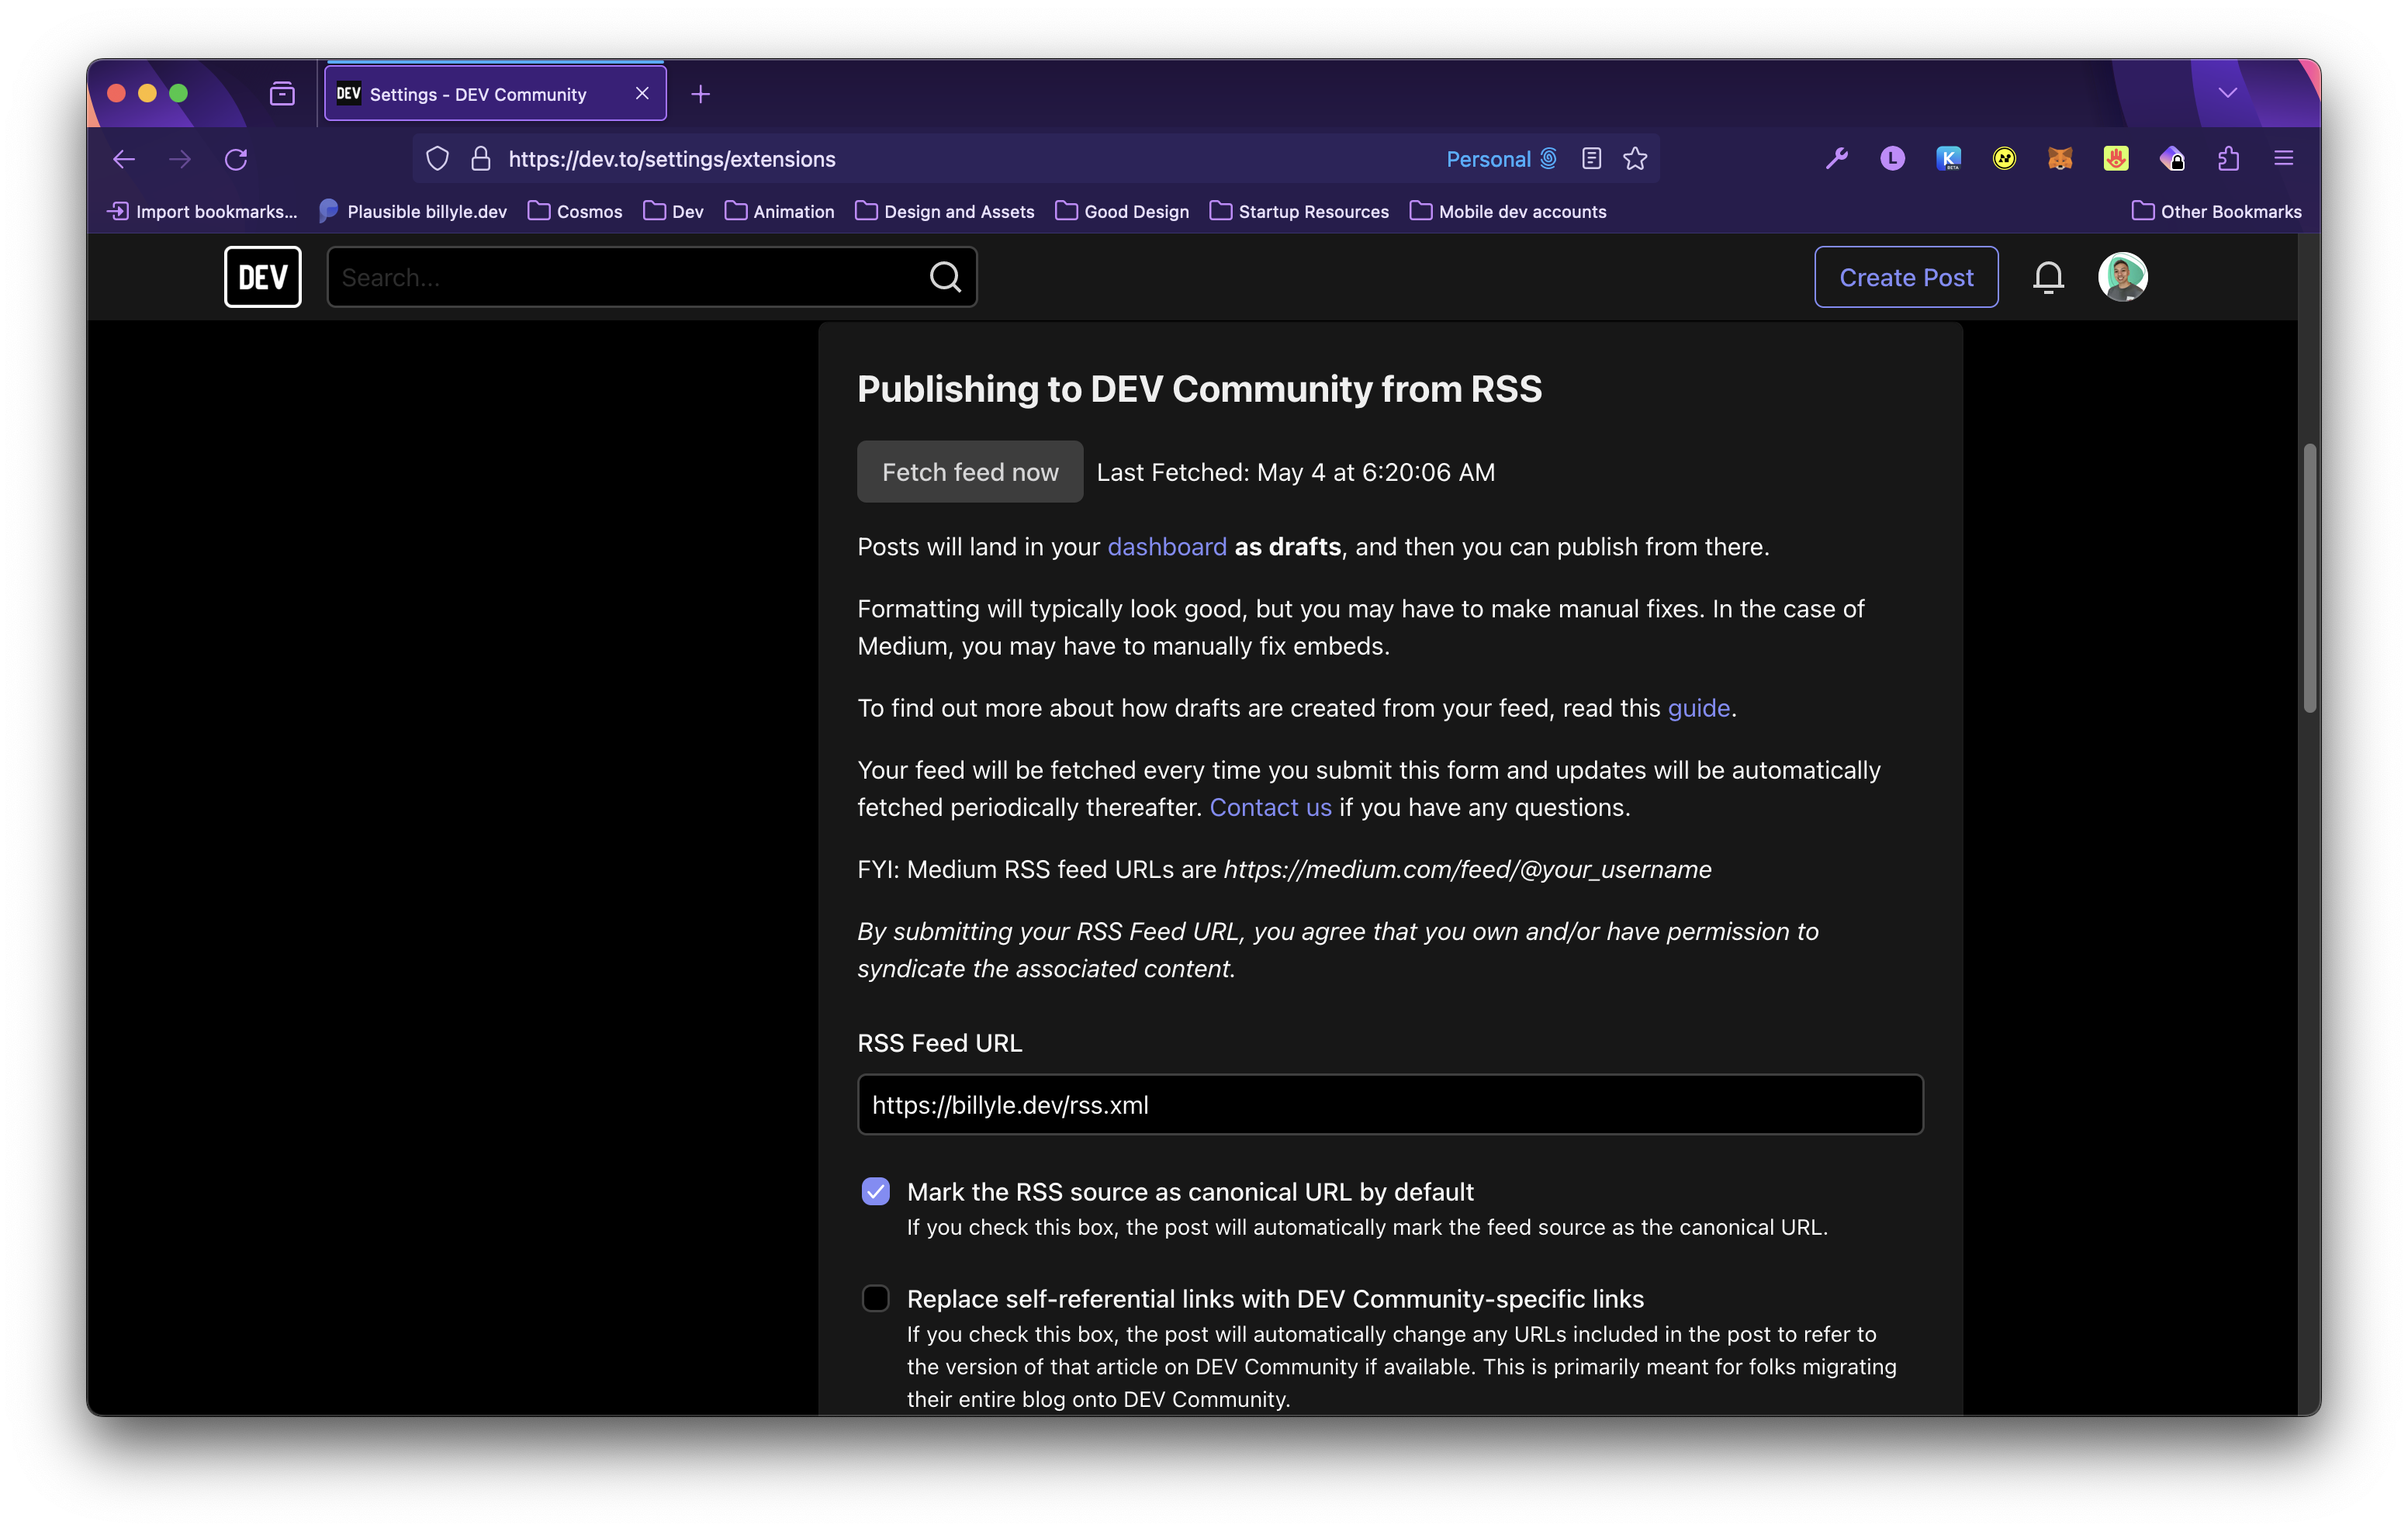 DEV Settings - DEV Community
https://dev.to/settings/extensions
Personal
L
K
BETA
Import bookmarks...
Plausible billyle.dev
Cosmos
Dev
Animation
Design and Assets
Good Design
Startup Resources
Mobile dev accounts
Other Bookmarks
DEV
Search...
Create Post
Publishing to DEV Community from RSS
Fetch feed now
Last Fetched: May 4 at 6:20:06 AM
Posts will land in your dashboard as drafts, and then you can publish from there.
Formatting will typically look good, but you may have to make manual fixes. In the case of
Medium, you may have to manually fix embeds.
To find out more about how drafts are created from your feed, read this guide.
Your feed will be fetched every time you submit this form and updates will be automatically
fetched periodically thereafter. Contact us if you have any questions.
FYI: Medium RSS feed URLs are https://medium.com/feed/@your_username
By submitting your RSS Feed URL, you agree that you own and/or have permission to
syndicate the associated content.
RSS Feed URL
https://billyle.dev/rss.xml
Mark the RSS source as canonical URL by default
If you check this box, the post will automatically mark the feed source as the canonical URL.
Replace self-referential links with DEV Community-specific links
If you check this box, the post will automatically change any URLs included in the post to refer to
the version of that article on DEV Community if available. This is primarily meant for folks migrating
their entire blog onto DEV Community.